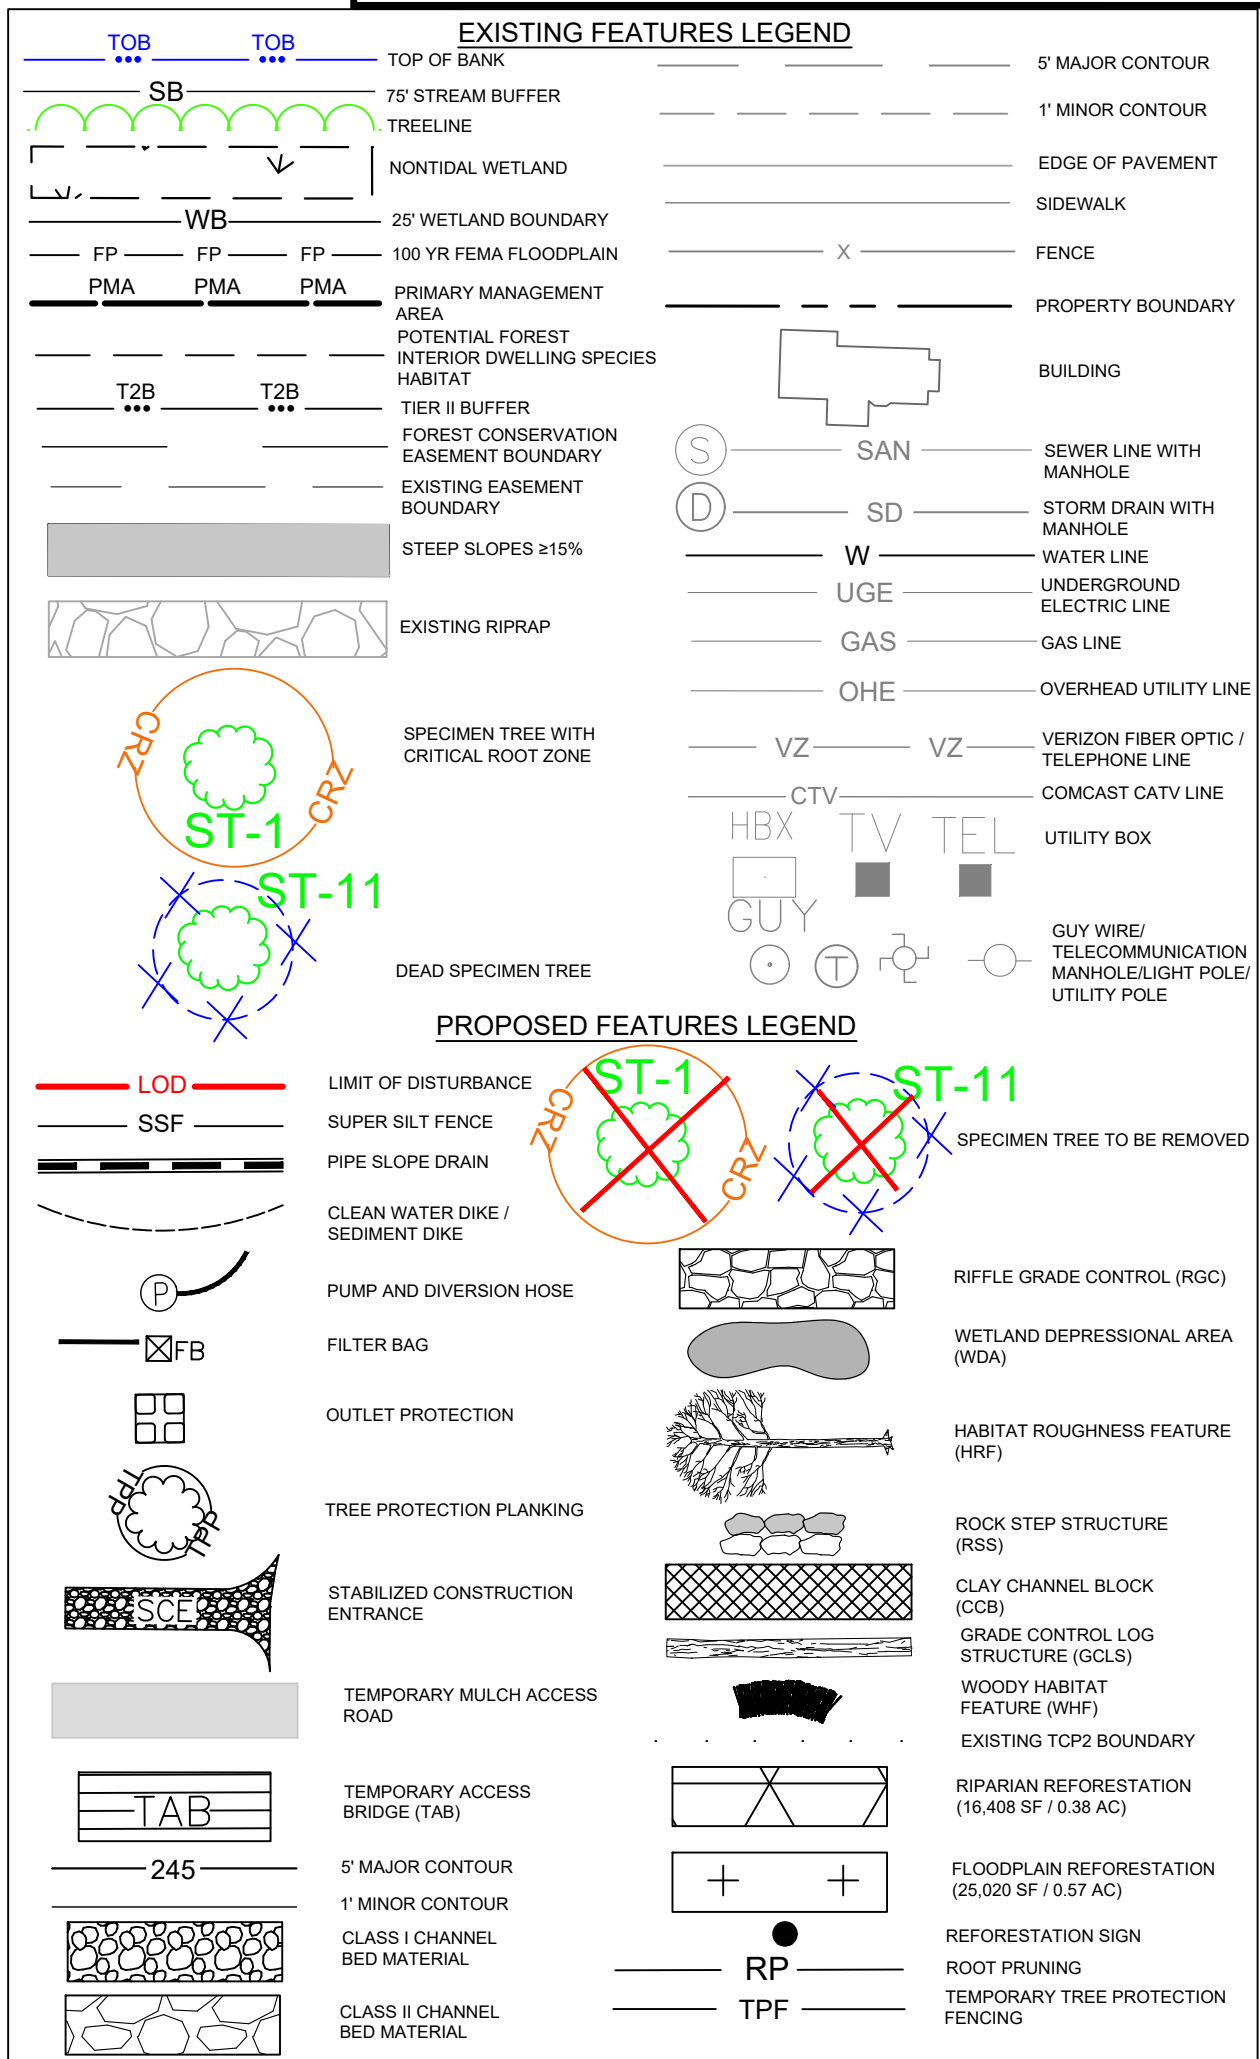 EXISTING FEATURES LEGEND
TOB TOB
TOP OF BANK
SB
75' STREAM BUFFER
TREELINE
NONTIDAL WETLAND
WB
25' WETLAND BOUNDARY
FP FP FP
100 YR FEMA FLOODPLAIN
PMA PMA PMA
PRIMARY MANAGEMENT
AREA
POTENTIAL FOREST
INTERIOR DWELLING SPECIES
HABITAT
T2B T2B
TIER II BUFFER
FOREST CONSERVATION
EASEMENT BOUNDARY
EXISTING EASEMENT
BOUNDARY
STEEP SLOPES ≥15%
EXISTING RIPRAP
CRZ
CRZ
ST-1
SPECIMEN TREE WITH
CRITICAL ROOT ZONE
ST-11
DEAD SPECIMEN TREE
5' MAJOR CONTOUR
1' MINOR CONTOUR
EDGE OF PAVEMENT
SIDEWALK
X
FENCE
PROPERTY BOUNDARY
BUILDING
S
SAN
SEWER LINE WITH
MANHOLE
D
SD
STORM DRAIN WITH
MANHOLE
W
WATER LINE
UGE
UNDERGROUND
ELECTRIC LINE
GAS
GAS LINE
OHE
OVERHEAD UTILITY LINE
VZ VZ
VERIZON FIBER OPTIC /
TELEPHONE LINE
CTV
COMCAST CATV LINE
HBX TV TEL
UTILITY BOX
GUY
T
GUY WIRE/
TELECOMMUNICATION
MANHOLE/LIGHT POLE/
UTILITY POLE
PROPOSED FEATURES LEGEND
LOD
LIMIT OF DISTURBANCE
SSF
SUPER SILT FENCE
PIPE SLOPE DRAIN
CLEAN WATER DIKE /
SEDIMENT DIKE
P
PUMP AND DIVERSION HOSE
FB
FILTER BAG
OUTLET PROTECTION
TPP
TPP
TREE PROTECTION PLANKING
SCE
STABILIZED CONSTRUCTION
ENTRANCE
TEMPORARY MULCH ACCESS
ROAD
TAB
TEMPORARY ACCESS
BRIDGE (TAB)
245
5' MAJOR CONTOUR
1' MINOR CONTOUR
CLASS I CHANNEL
BED MATERIAL
CLASS II CHANNEL
BED MATERIAL
ST-1
CRZ
CRZ
ST-11
SPECIMEN TREE TO BE REMOVED
RIFFLE GRADE CONTROL (RGC)
WETLAND DEPRESSIONAL AREA
(WDA)
HABITAT ROUGHNESS FEATURE
(HRF)
ROCK STEP STRUCTURE
(RSS)
CLAY CHANNEL BLOCK
(CCB)
GRADE CONTROL LOG
STRUCTURE (GCLS)
WOODY HABITAT
FEATURE (WHF)
EXISTING TCP2 BOUNDARY
RIPARIAN REFORESTATION
(16,408 SF / 0.38 AC)
FLOODPLAIN REFORESTATION
(25,020 SF / 0.57 AC)
REFORESTATION SIGN
RP
ROOT PRUNING
TPF
TEMPORARY TREE PROTECTION
FENCING